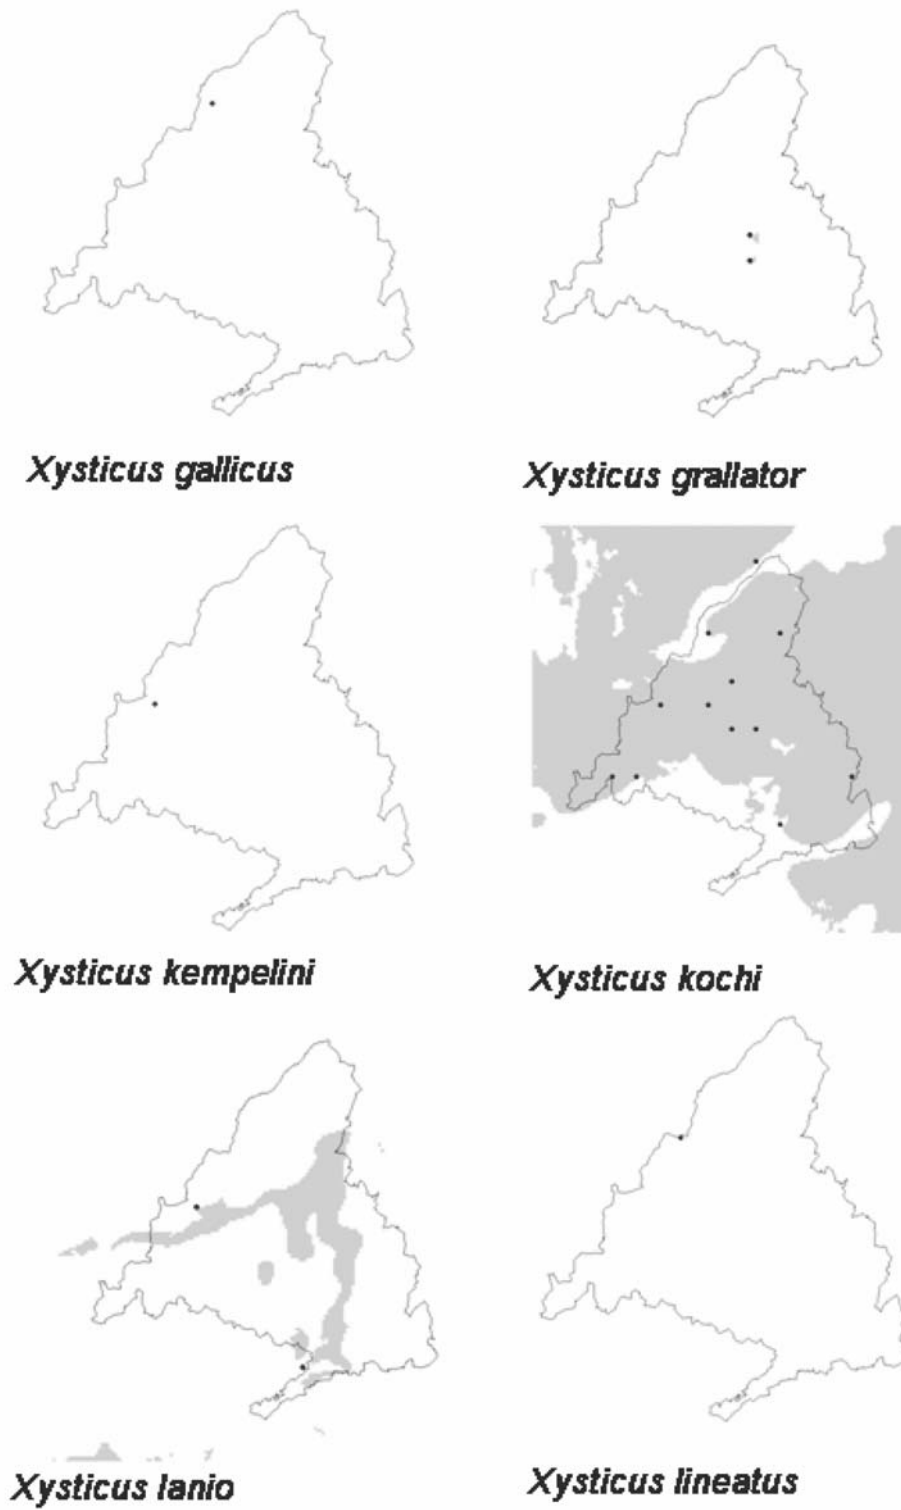 Xysticus gallicus
Xysticus grallator
Xysticus kempelini
Xysticus kochi
Xysticus lanio
Xysticus lineatus